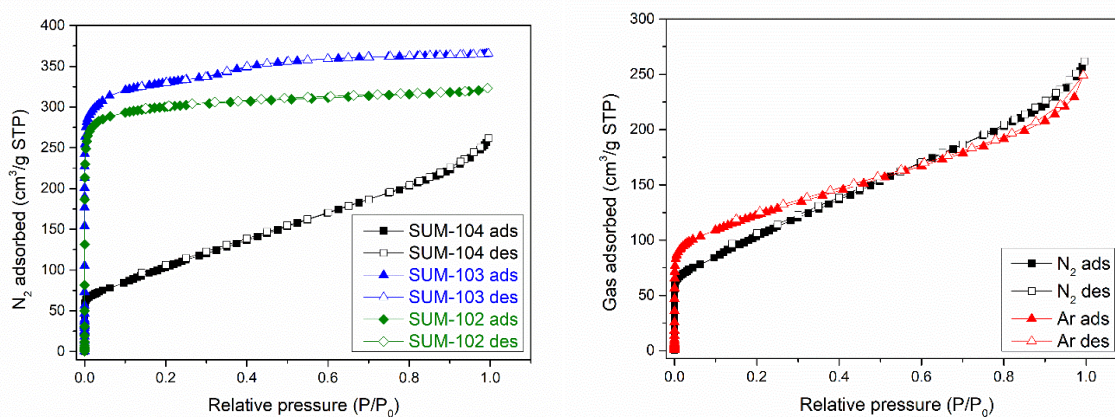 N₂ adsorbed (cm³/g STP)
400
350
300
250
200
150
100
50
0
SUM-104 ads
SUM-104 des
SUM-103 ads
SUM-103 des
SUM-102 ads
SUM-102 des
0.0 0.2 0.4 0.6 0.8 1.0
Relative pressure (P/P₀)
Gas adsorbed (cm³/g STP)
300
250
200
150
100
50
0
N₂ ads
N₂ des
Ar ads
Ar des
0.0 0.2 0.4 0.6 0.8 1.0
Relative pressure (P/P₀)